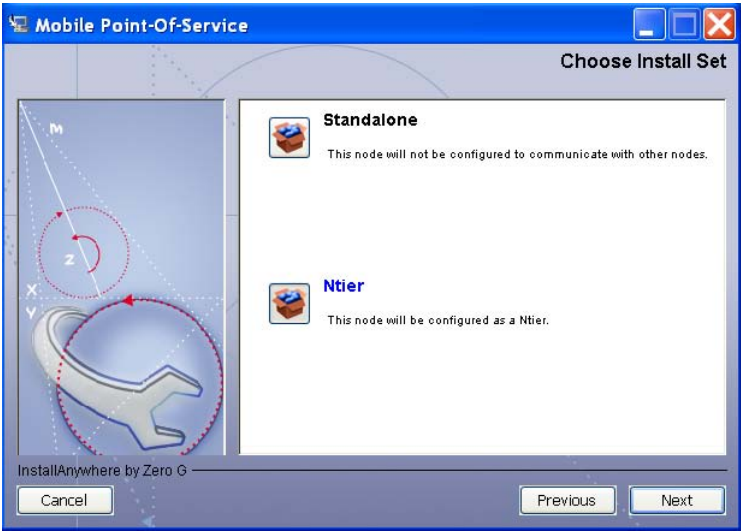 Mobile Point-Of-Service
Choose Install Set
M
Z
X
Y
Standalone
This node will not be configured to communicate with other nodes.
Ntier
This node will be configured as a Ntier.
InstallAnywhere by Zero G
Cancel
Previous
Next